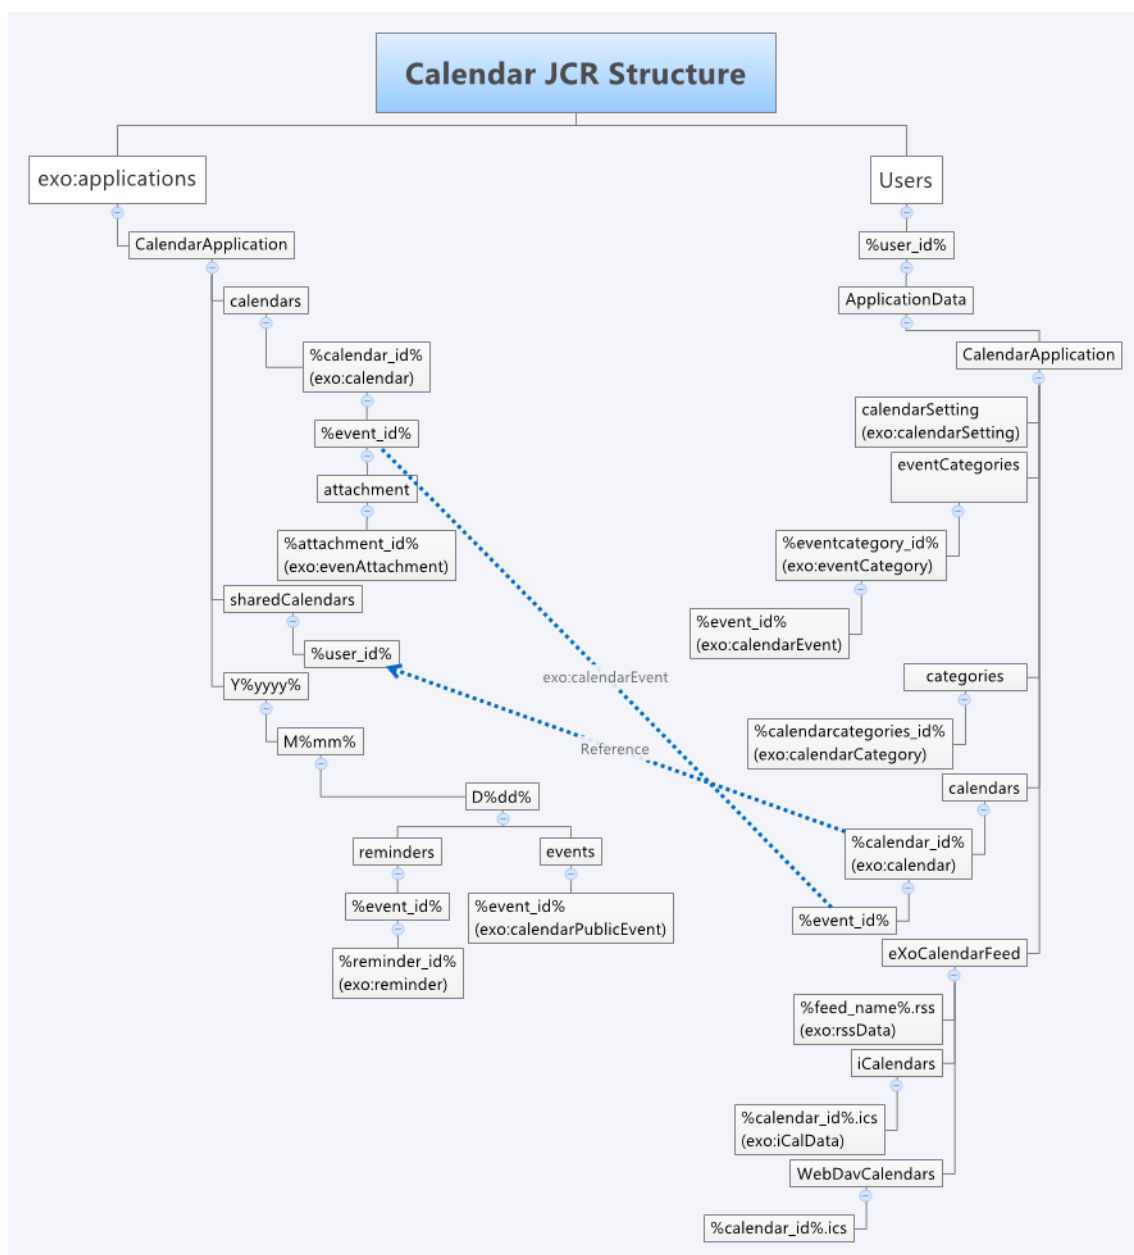 Calendar JCR Structure
exo:applications
CalendarApplication
calendars
%calendar_id%
(exo:calendar)
%event_id%
attachment
%attachment_id%
(exo:evenAttachment)
sharedCalendars
%user_id%
Y%yyyy%
M%mm%
D%dd%
reminders
%event_id%
%reminder_id%
(exo:reminder)
events
%event_id%
(exo:calendarPublicEvent)
exo:calendarEvent
Reference
Users
%user_id%
ApplicationData
CalendarApplication
calendarSetting
(exo:calendarSetting)
eventCategories
%eventcategory_id%
(exo:eventCategory)
%event_id%
(exo:calendarEvent)
categories
%calendarcategories_id%
(exo:calendarCategory)
calendars
%calendar_id%
(exo:calendar)
%event_id%
eXoCalendarFeed
%feed_name%.rss
(exo:rssData)
iCalendars
%calendar_id%.ics
(exo:iCalData)
WebDavCalendars
%calendar_id%.ics